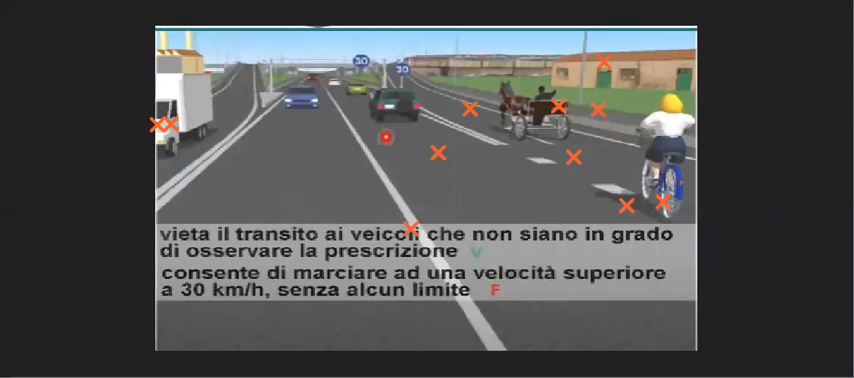 30
30
vieta il transito ai veicoli che non siano in grado
di osservare la prescrizione V
consente di marciare ad una velocità superiore
a 30 km/h, senza alcun limite F